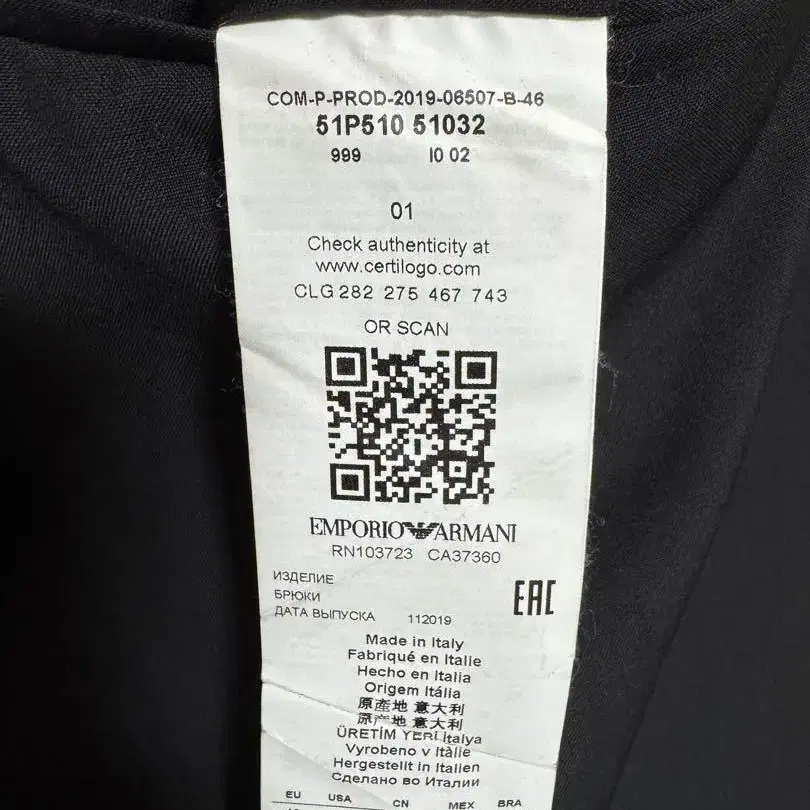 COM-P-PROD-2019-06507-B-46
51P510 51032
999 I0 02
01
Check authenticity at
www.certilogo.com
CLG 282 275 467 743
OR SCAN
EMPORIO ARMANI
RN103723 CA37360
ИЗДЕЛИЕ
БРЮКИ
ДАТА ВЫПУСКА 112019
EAC
Made in Italy
Fabriqué en Italie
Hecho en Italia
Origem Itália
原產地 意大利
原产地 意大利
ÜRETİM YERİ Italya
Vyrobeno v Itálie
Hergestellt in Italien
Сделано во Италии
EU USA CN MEX BRA